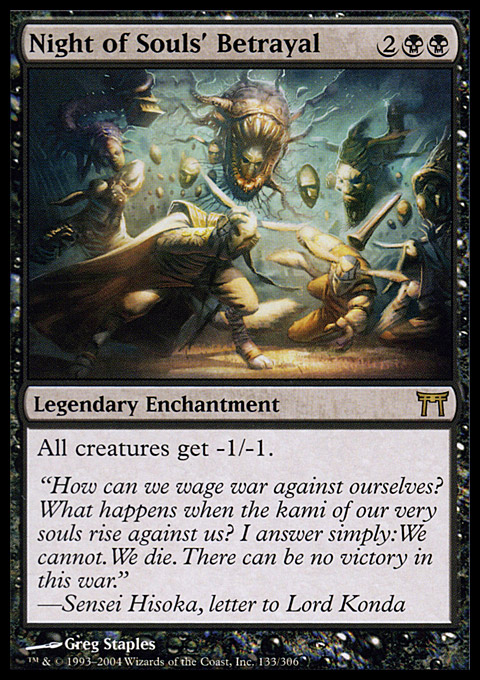 Night of Souls' Betrayal 2
Legendary Enchantment
All creatures get -1/-1.
“How can we wage war against ourselves?
What happens when the kami of our very
souls rise against us? I answer simply:We
cannot.We die. There can be no victory in
this war.”
—Sensei Hisoka, letter to Lord Konda
Greg Staples
™ & © 1993–2004 Wizards of the Coast, Inc. 133/306